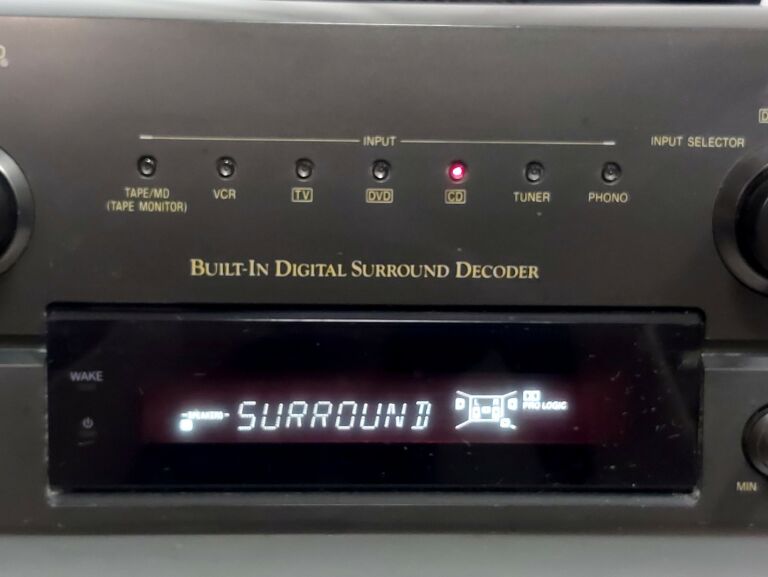 INPUT
INPUT SELECTOR
TAPE/MD
(TAPE MONITOR)
VCR
TV
DVD
CD
TUNER
PHONO
BUILT-IN DIGITAL SURROUND DECODER
WAKE
SPEAKERS
SURROUND
PRO LOGIC
MIN